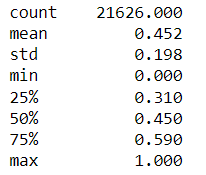 count 21626.000
mean 0.452
std 0.198
min 0.000
25% 0.310
50% 0.450
75% 0.590
max 1.000